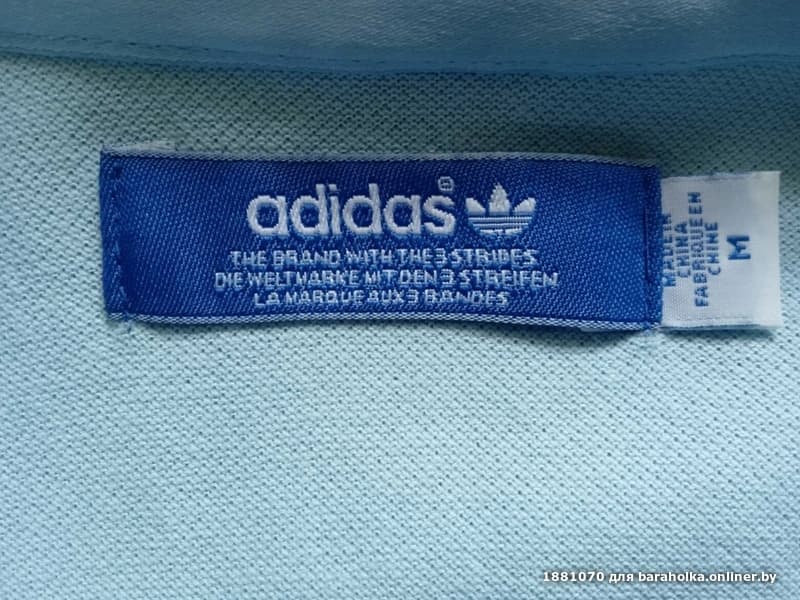 adidas®
THE BRAND WITH THE 3 STRIPES
DIE WELTMARKE MIT DEN 3 STREIFEN
LA MARQUE AUX 3 BANDES
MADE IN
CHINA
FABRIQUE EN
CHINE
M
1881070 для baraholka.onliner.by